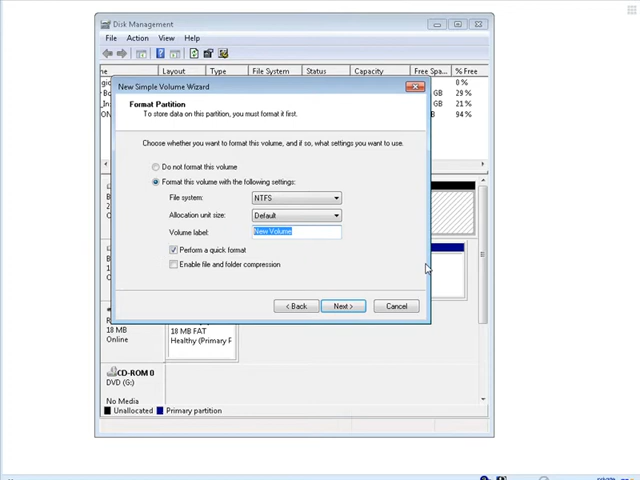 Disk Management
File Action View Help
Layout Type File System Status Capacity Free Spa... % Free
0 %
GB 29 %
GB 21 %
94 %
New Simple Volume Wizard
Format Partition
To store data on this partition, you must format it first.
Choose whether you want to format this volume, and if so, what settings you want to use.
Do not format this volume
Format this volume with the following settings:
File system: NTFS
Allocation unit size: Default
Volume label: New Volume
Perform a quick format
Enable file and folder compression
< Back Next > Cancel
18 MB
Online
18 MB FAT
Healthy (Primary F
CD-ROM 0
DVD (G:)
No Media
Unallocated Primary partition